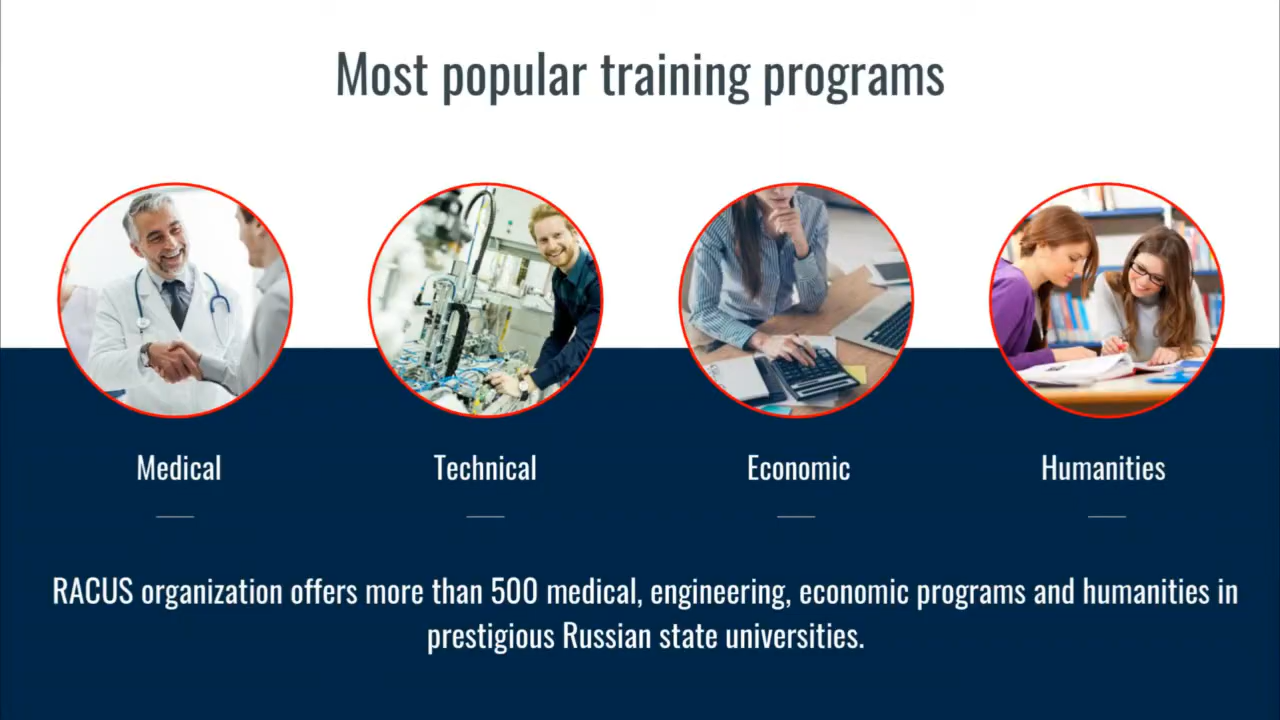 Most popular training programs
Medical
Technical
Economic
Humanities
RACUS organization offers more than 500 medical, engineering, economic programs and humanities in
prestigious Russian state universities.